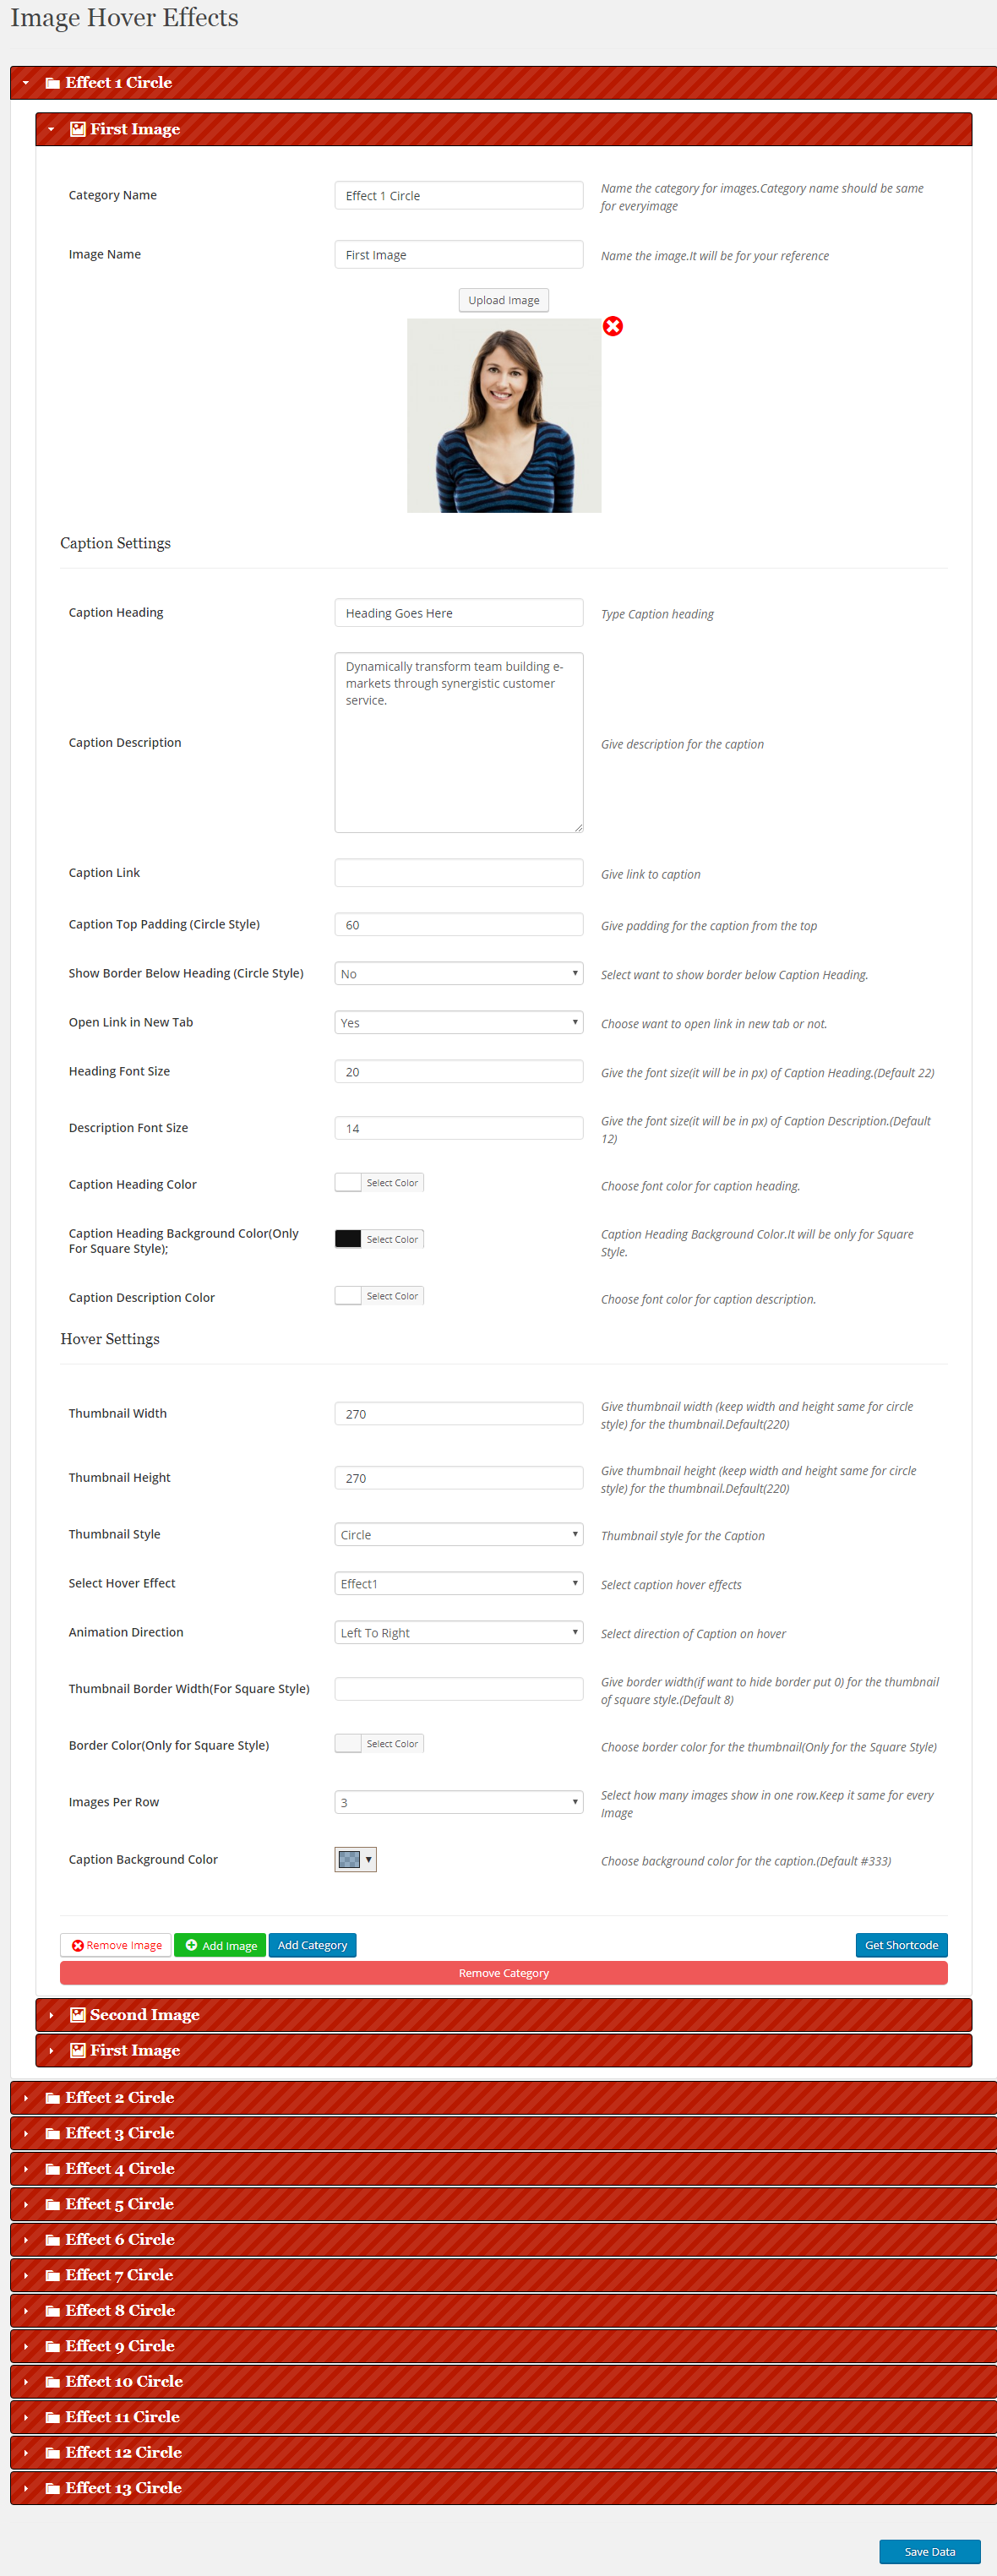 Image Hover Effects
Effect 1 Circle
First Image
Category Name
Effect 1 Circle
Name the category for images.Category name should be same
for everyimage
Image Name
First Image
Name the image.It will be for your reference
Upload Image
Caption Settings
Caption Heading
Heading Goes Here
Type Caption heading
Dynamically transform team building e-
markets through synergistic customer
service.
Caption Description
Give description for the caption
Caption Link
Give link to caption
Caption Top Padding (Circle Style)
60
Give padding for the caption from the top
Show Border Below Heading (Circle Style)
No
Select want to show border below Caption Heading.
Open Link in New Tab
Yes
Choose want to open link in new tab or not.
Heading Font Size
20
Give the font size(it will be in px) of Caption Heading.(Default 22)
Description Font Size
14
Give the font size(it will be in px) of Caption Description.(Default
12)
Caption Heading Color
Select Color
Choose font color for caption heading.
Caption Heading Background Color(Only
For Square Style);
Select Color
Caption Heading Background Color.It will be only for Square
Style.
Caption Description Color
Select Color
Choose font color for caption description.
Hover Settings
Thumbnail Width
270
Give thumbnail width (keep width and height same for circle
style) for the thumbnail.Default(220)
Thumbnail Height
270
Give thumbnail height (keep width and height same for circle
style) for the thumbnail.Default(220)
Thumbnail Style
Circle
Thumbnail style for the Caption
Select Hover Effect
Effect1
Select caption hover effects
Animation Direction
Left To Right
Select direction of Caption on hover
Thumbnail Border Width(For Square Style)
Give border width(if want to hide border put 0) for the thumbnail
of square style.(Default 8)
Border Color(Only for Square Style)
Select Color
Choose border color for the thumbnail(Only for the Square Style)
Images Per Row
3
Select how many images show in one row.Keep it same for every
Image
Caption Background Color
Choose background color for the caption.(Default #333)
Remove Image
Add Image
Add Category
Get Shortcode
Remove Category
Second Image
First Image
Effect 2 Circle
Effect 3 Circle
Effect 4 Circle
Effect 5 Circle
Effect 6 Circle
Effect 7 Circle
Effect 8 Circle
Effect 9 Circle
Effect 10 Circle
Effect 11 Circle
Effect 12 Circle
Effect 13 Circle
Save Data